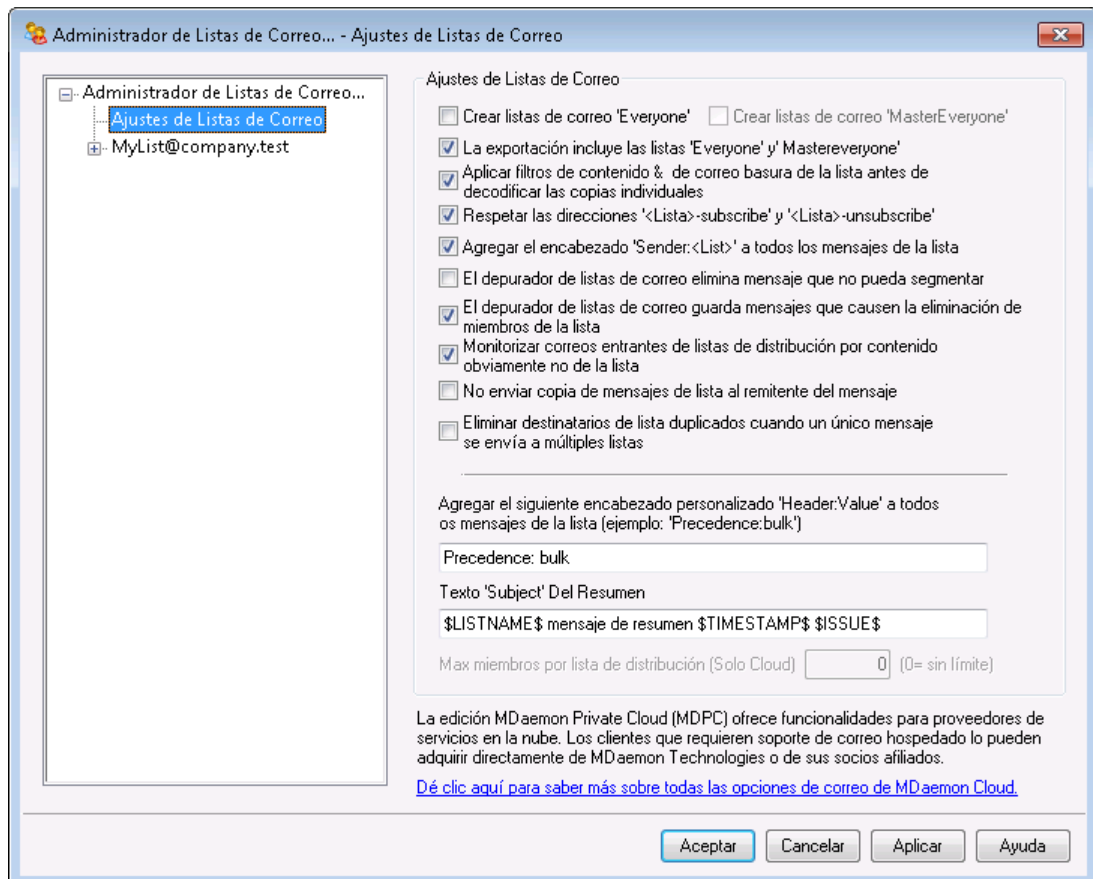 Administrador de Listas de Correo... - Ajustes de Listas de Correo
Administrador de Listas de Correo...
Ajustes de Listas de Correo
MyList@company.test
Ajustes de Listas de Correo
Crear listas de correo 'Everyone' Crear listas de correo 'MasterEveryone'
La exportación incluye las listas 'Everyone' y' Mastereveryone'
Aplicar filtros de contenido & de correo basura de la lista antes de
decodificar las copias individuales
Respetar las direcciones '<Lista>-subscribe' y '<Lista>-unsubscribe'
Agregar el encabezado 'Sender:<List>' a todos los mensajes de la lista
El depurador de listas de correo elimina mensaje que no pueda segmentar
El depurador de listas de correo guarda mensajes que causen la eliminación de
miembros de la lista
Monitorizar correos entrantes de listas de distribución por contenido
obviamente no de la lista
No enviar copia de mensajes de lista al remitente del mensaje
Eliminar destinatarios de lista duplicados cuando un único mensaje
se envía a múltiples listas
Agregar el siguiente encabezado personalizado 'Header:Value' a todos
os mensajes de la lista (ejemplo: 'Precedence:bulk')
Precedence: bulk
Texto 'Subject' Del Resumen
$LISTNAME$ mensaje de resumen $TIMESTAMP$ $ISSUE$
Max miembros por lista de distribución (Solo Cloud) 0 (0= sin límite)
La edición MDaemon Private Cloud (MDPC) ofrece funcionalidades para proveedores de
servicios en la nube. Los clientes que requieren soporte de correo hospedado lo pueden
adquirir directamente de MDaemon Technologies o de sus socios afiliados.
Dé clic aquí para saber más sobre todas las opciones de correo de MDaemon Cloud.
Aceptar Cancelar Aplicar Ayuda